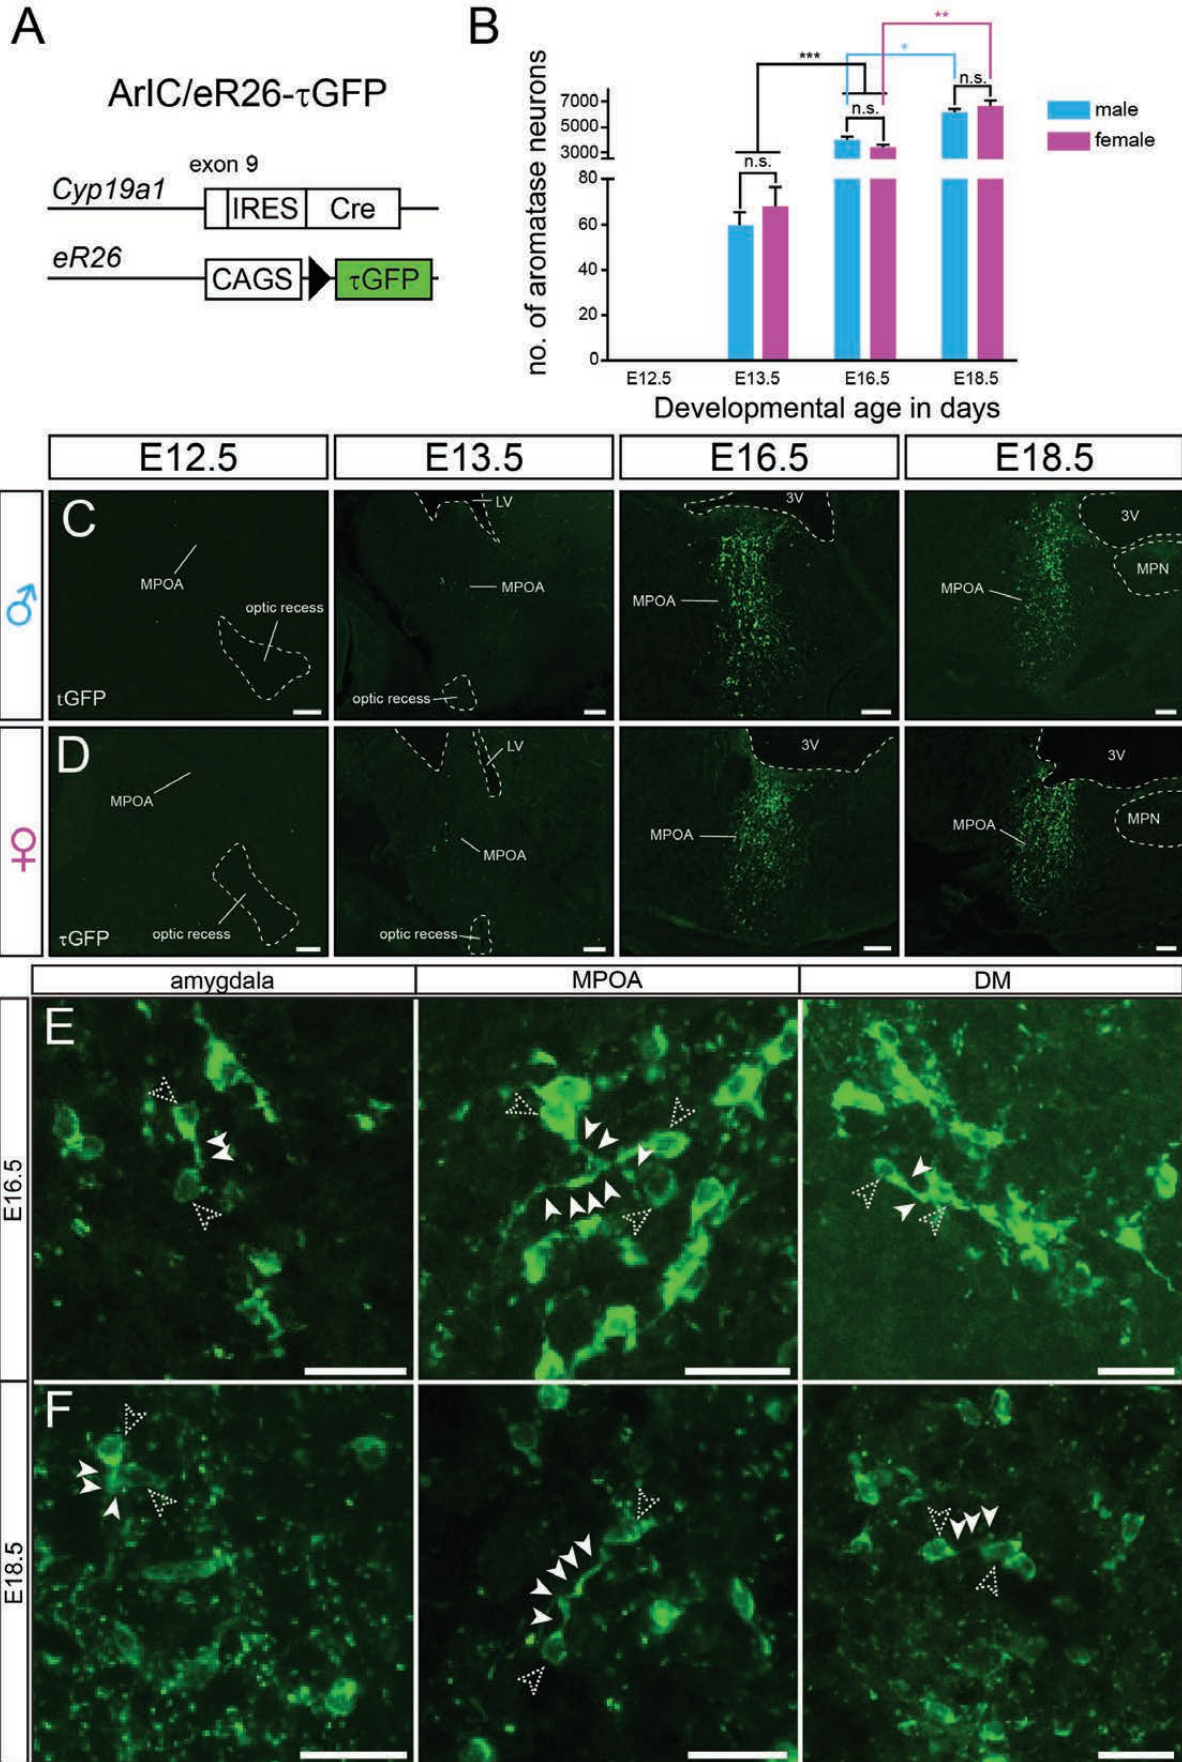 A
ArIC/eR26-τGFP
exon 9
Cyp19a1
IRES
Cre
eR26
CAGS
τGFP
B
no. of aromatase neurons
**
*
***
n.s.
n.s.
n.s.
7000
5000
3000
80
60
40
20
0
E12.5
E13.5
E16.5
E18.5
Developmental age in days
male
female
E12.5
E13.5
E16.5
E18.5
♂
C
MPOA
optic recess
τGFP
LV
MPOA
optic recess
3V
MPOA
3V
MPN
MPOA
♀
D
MPOA
optic recess
τGFP
LV
MPOA
optic recess
3V
MPOA
3V
MPN
MPOA
amygdala
MPOA
DM
E16.5
E
E18.5
F